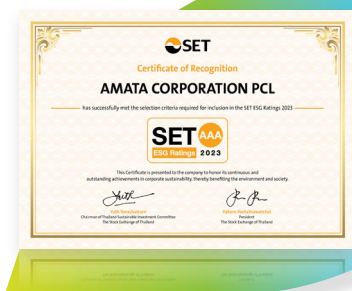 SET
Certificate of Recognition
AMATA CORPORATION PCL
has successfully met the selection criteria required for inclusion in the SET ESG Ratings 2023
SET AAA
ESG Ratings 2023
This Certificate is presented to the company to honor its continuous and
outstanding achievements in corporate sustainability, thereby benefiting the environment and society.
Chairman of Thailand Sustainable Investment Committee
President
The Stock Exchange of Thailand
The Stock Exchange of Thailand